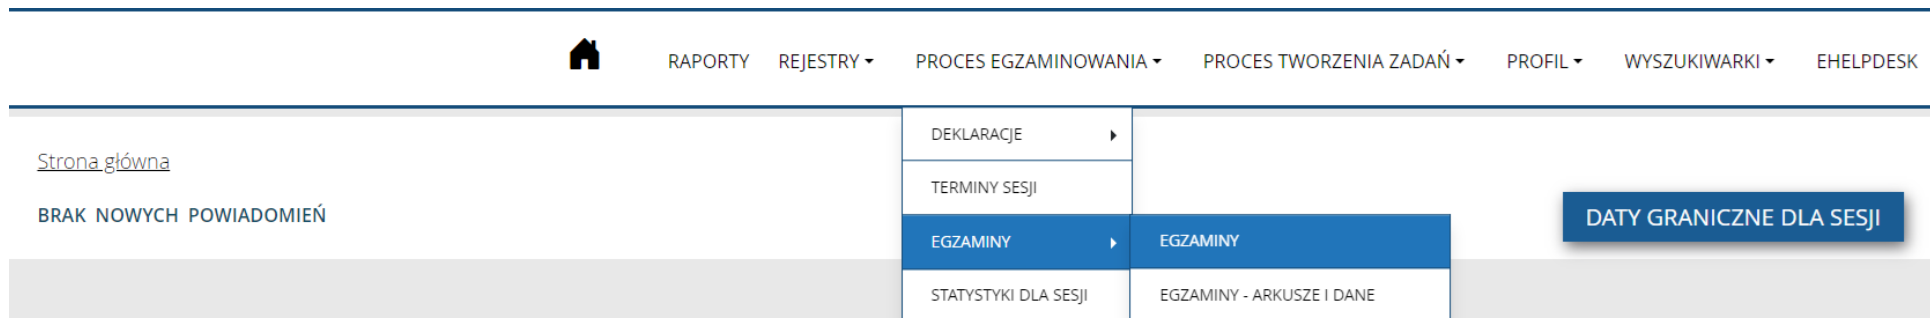 RAPORTY REJESTRY PROCES EGZAMINOWANIA PROCES TWORZENIA ZADAŃ PROFIL WYSZUKIWARKI EHELPDESK
DEKLARACJE
Strona główna
TERMINY SESJI
BRAK NOWYCH POWIADOMIEŃ
DATY GRANICZNE DLA SESJI
EGZAMINY EGZAMINY
STATYSTYKI DLA SESJI EGZAMINY - ARKUSZE I DANE